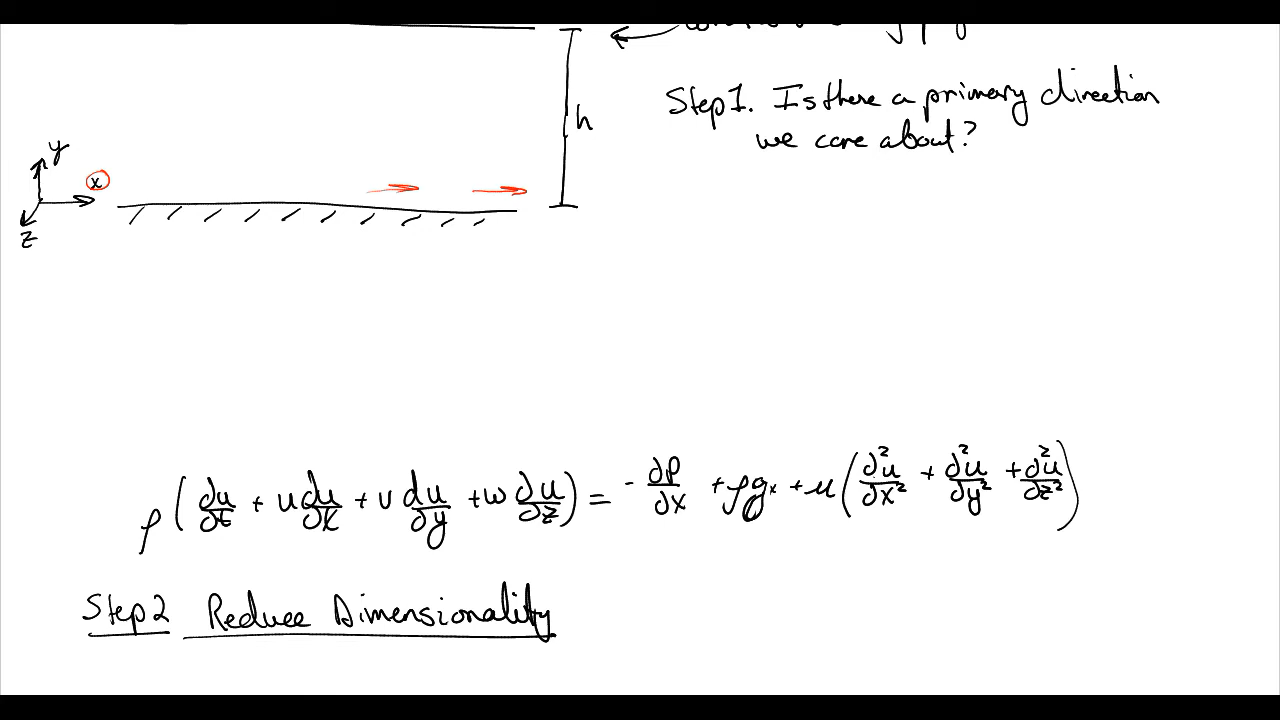 h
Step 1. Is there a primary direction
we care about?
y
x
z
ρ ( ∂u/∂t + u ∂u/∂x + v ∂u/∂y + w ∂u/∂z ) = - ∂P/∂x + ρgₓ + μ ( ∂²u/∂x² + ∂²u/∂y² + ∂²u/∂z² )
Step 2 Reduce Dimensionality